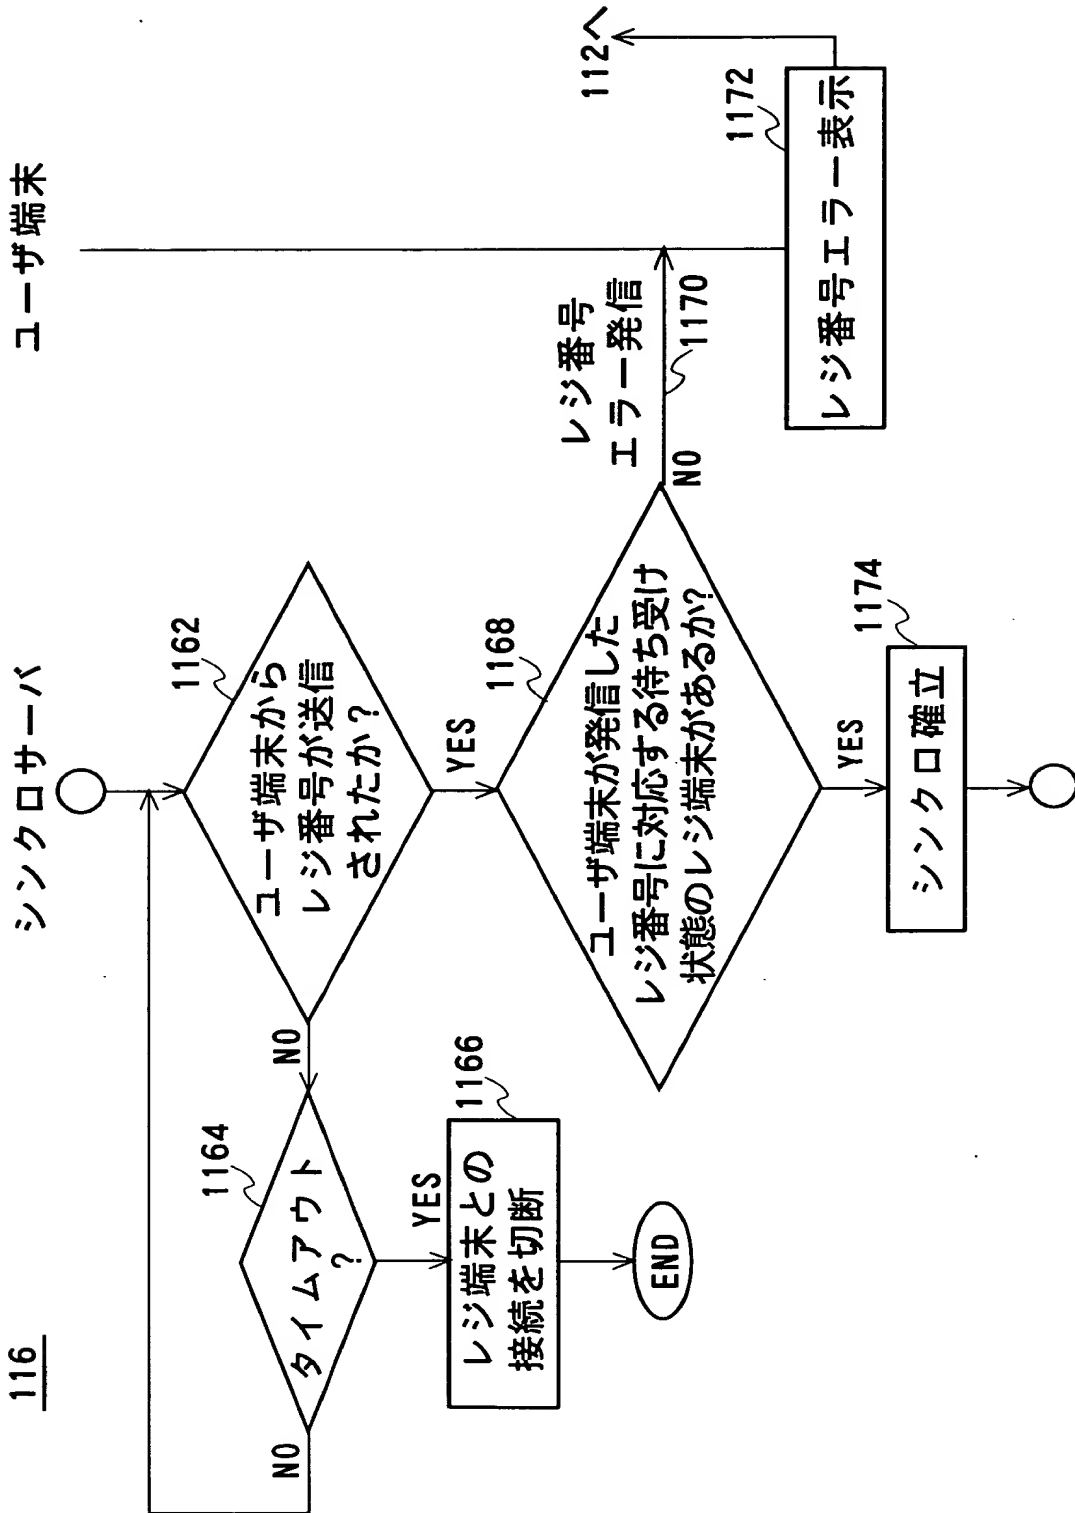 116
シンクロサーバ
ユーザ端末
1162
ユーザ端末から
レジ番号が送信
されたか?
NO
YES
1164
タイムアウト
?
NO
YES
1166
レジ端末との
接続を切断
END
1168
ユーザ端末が発信した
レジ番号に対応する待ち受け
状態のレジ端末があるか?
NO
YES
レジ番号
エラー発信
1170
1172
レジ番号エラー表示
112へ
1174
シンクロ確立